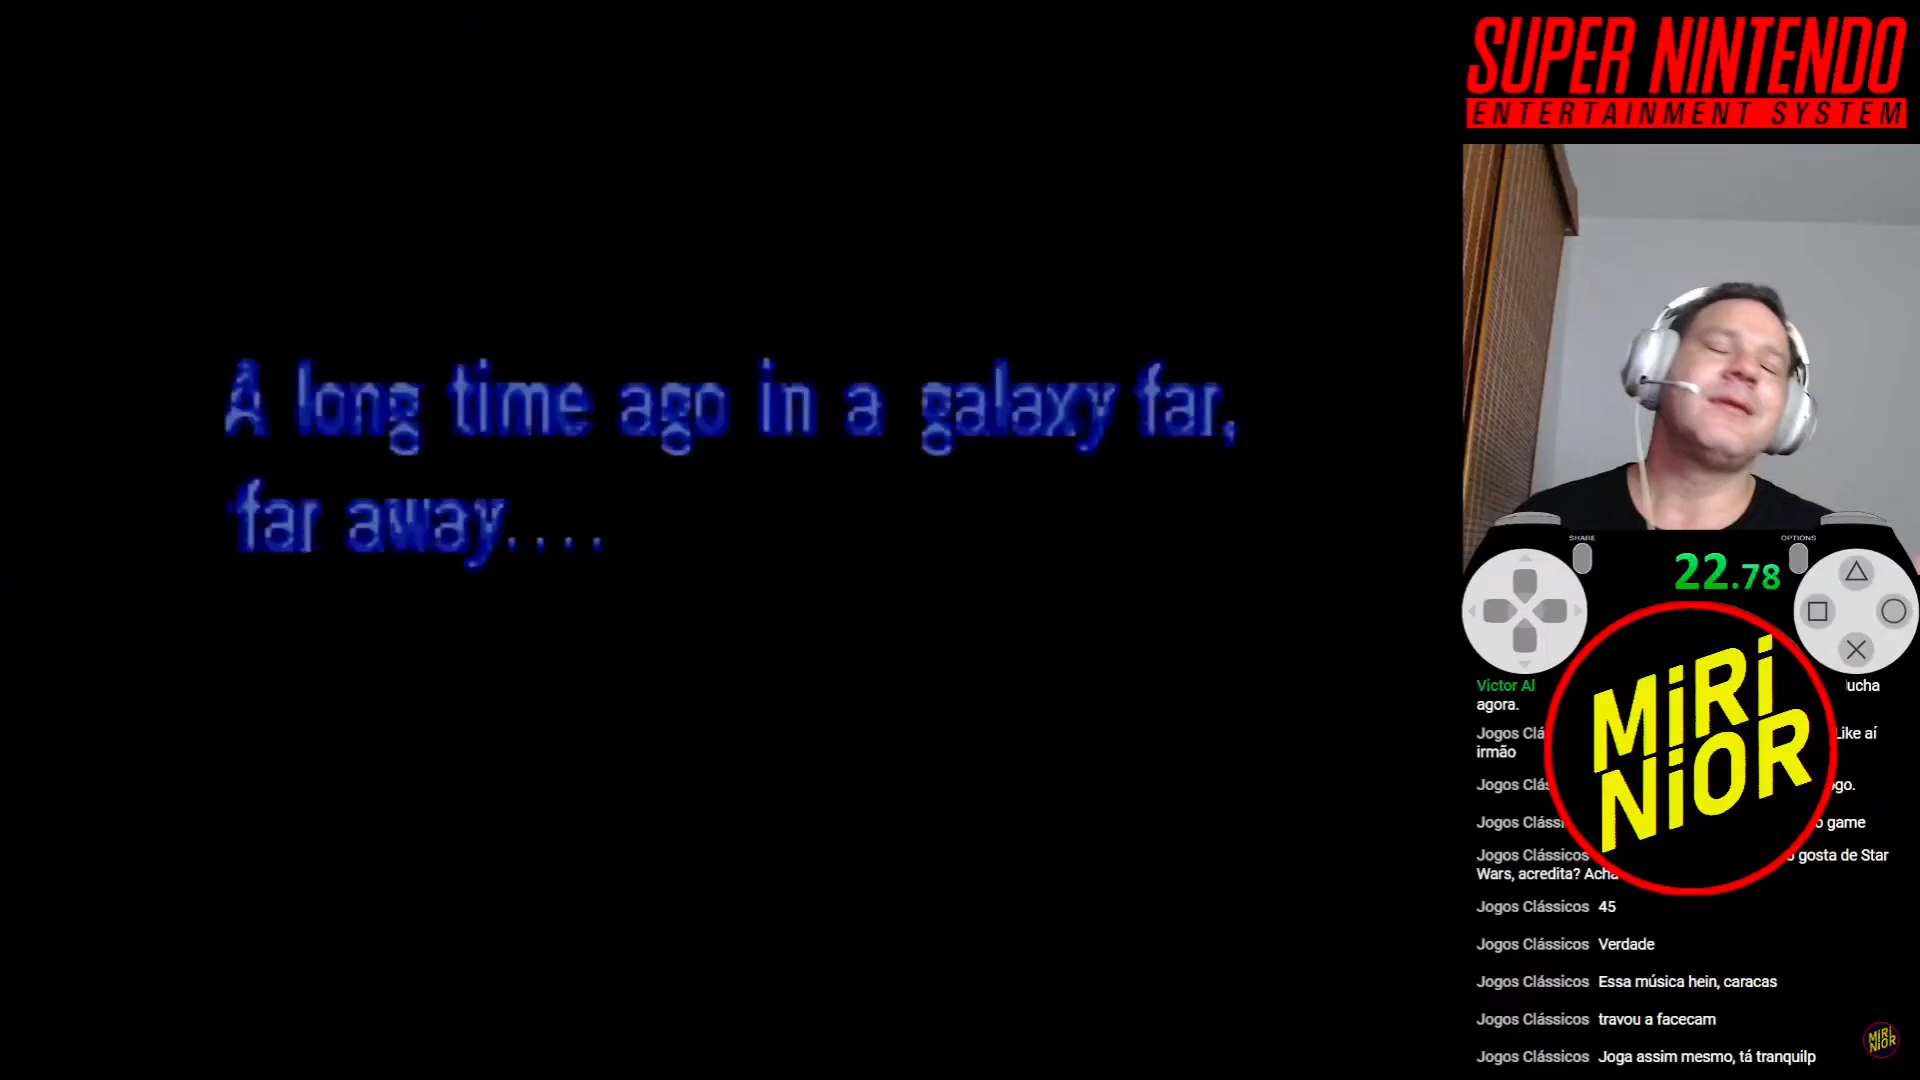 SUPER NINTENDO
ENTERTAINMENT SYSTEM
A long time ago in a galaxy far,
far away....
SHARE
OPTIONS
22.78
MiRi
NiOR
Victor Al
ucha
agora.
Jogos Clá
Like aí
irmão
Jogos Clás
ogo.
Jogos Clássi
o game
Jogos Clássicos
o gosta de Star
Wars, acredita? Acha
Jogos Clássicos 45
Jogos Clássicos Verdade
Jogos Clássicos Essa música hein, caracas
Jogos Clássicos travou a facecam
Jogos Clássicos Joga assim mesmo, tá tranquilp
MiRi
NiOR